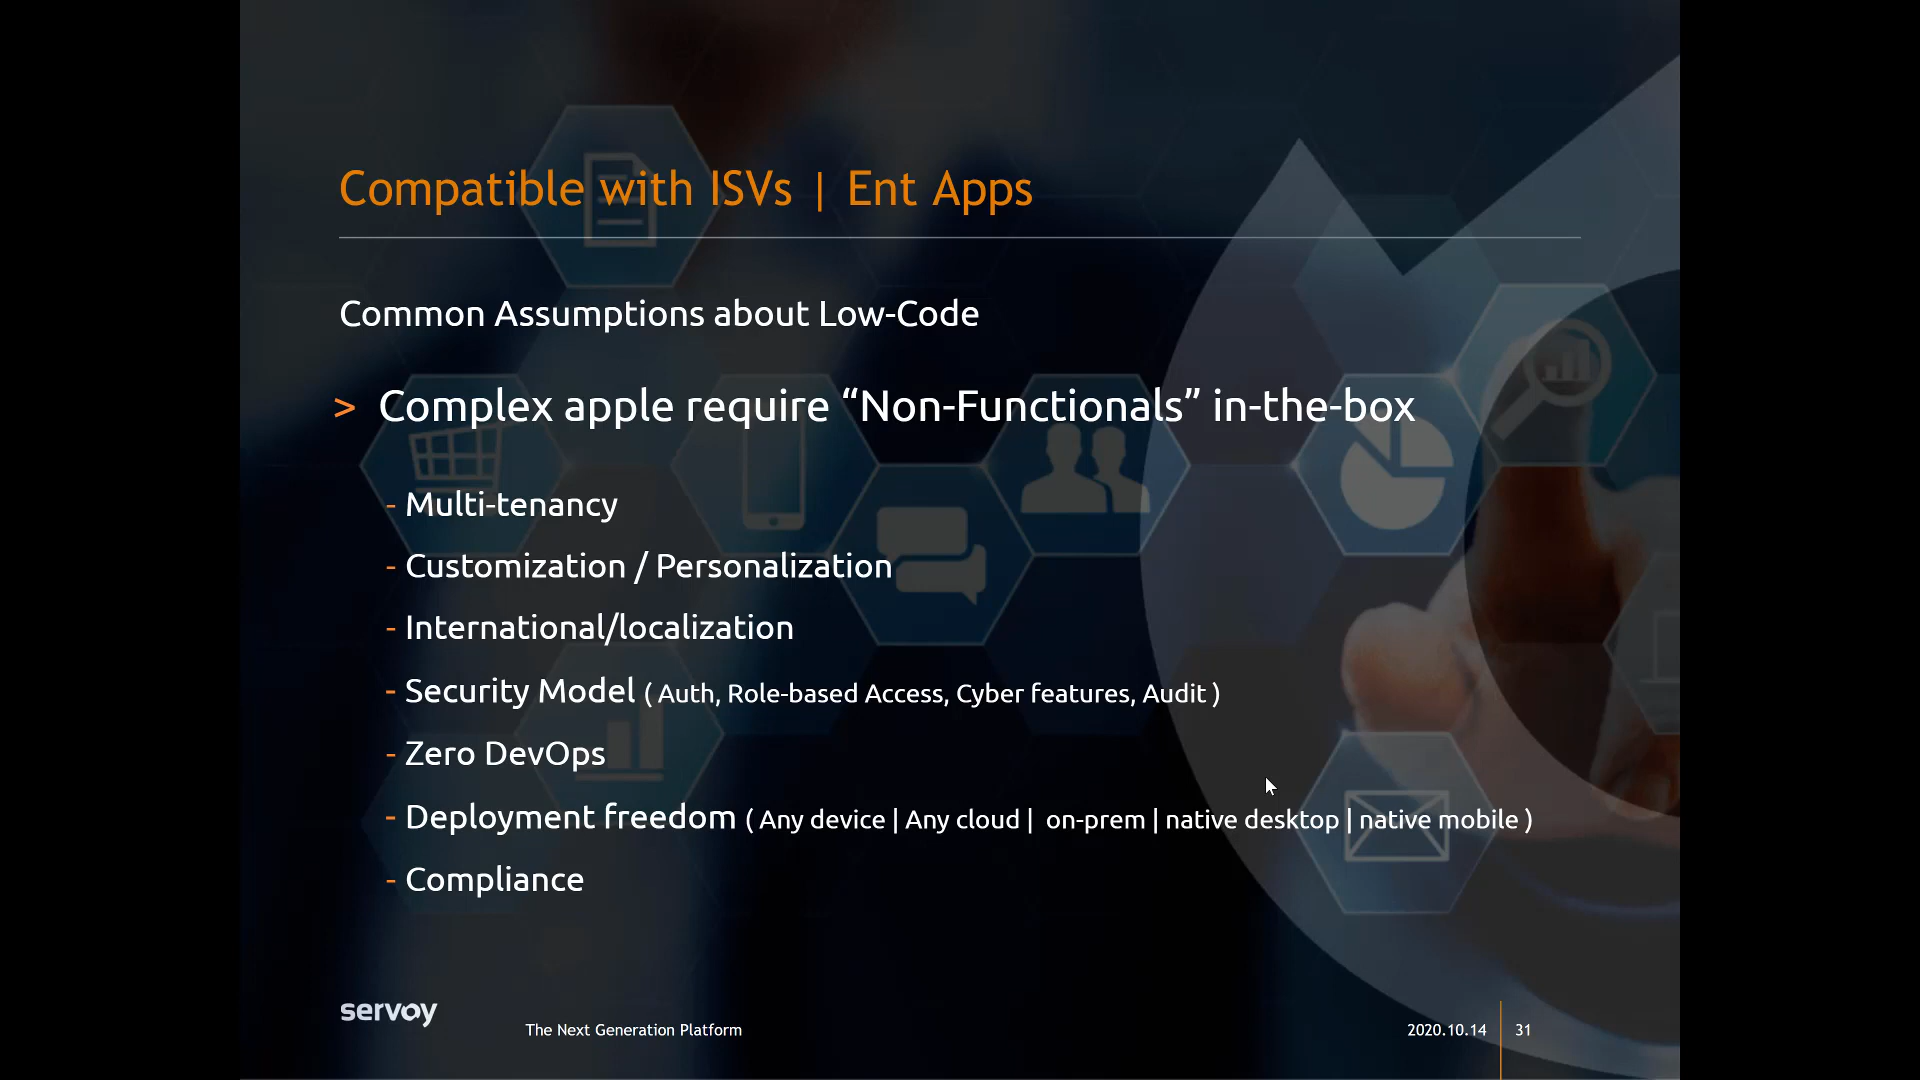 Compatible with ISVs | Ent Apps
Common Assumptions about Low-Code
> Complex apple require “Non-Functionals” in-the-box
- Multi-tenancy
- Customization / Personalization
- International/localization
- Security Model ( Auth, Role-based Access, Cyber features, Audit )
- Zero DevOps
- Deployment freedom ( Any device | Any cloud | on-prem | native desktop | native mobile )
- Compliance
servoy
The Next Generation Platform
2020.10.14
31